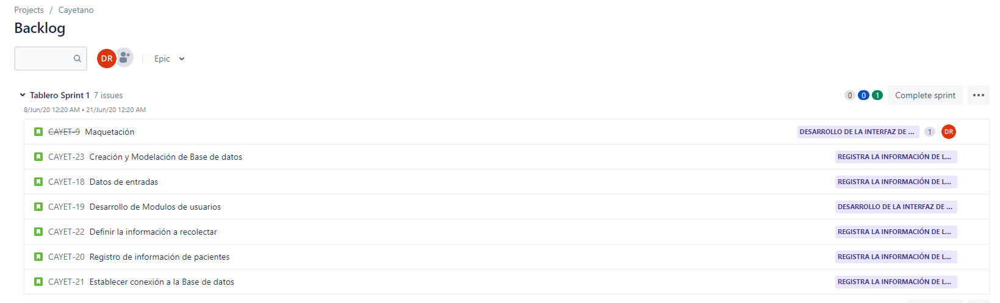 Projects / Cayetano
Backlog
DR Epic
Tablero Sprint 1 7 issues 0 0 1 Complete sprint
8/Jun/20 12:20 AM • 21/Jun/20 12:20 AM
CAYET-9 Maquetación DESARROLLO DE LA INTERFAZ DE ... 1 DR
CAYET-23 Creación y Modelación de Base de datos REGISTRA LA INFORMACIÓN DE L...
CAYET-18 Datos de entradas REGISTRA LA INFORMACIÓN DE L...
CAYET-19 Desarrollo de Modulos de usuarios DESARROLLO DE LA INTERFAZ DE ...
CAYET-22 Definir la información a recolectar REGISTRA LA INFORMACIÓN DE L...
CAYET-20 Registro de información de pacientes REGISTRA LA INFORMACIÓN DE L...
CAYET-21 Establecer conexión a la Base de datos REGISTRA LA INFORMACIÓN DE L...